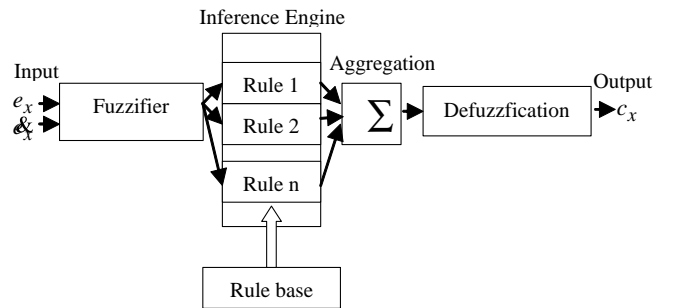 Inference Engine
Input
Aggregation
Output
Rule 1
e_x
Fuzzifier
Rule 2
∑
Defuzzfication
c_x
Rule n
Rule base